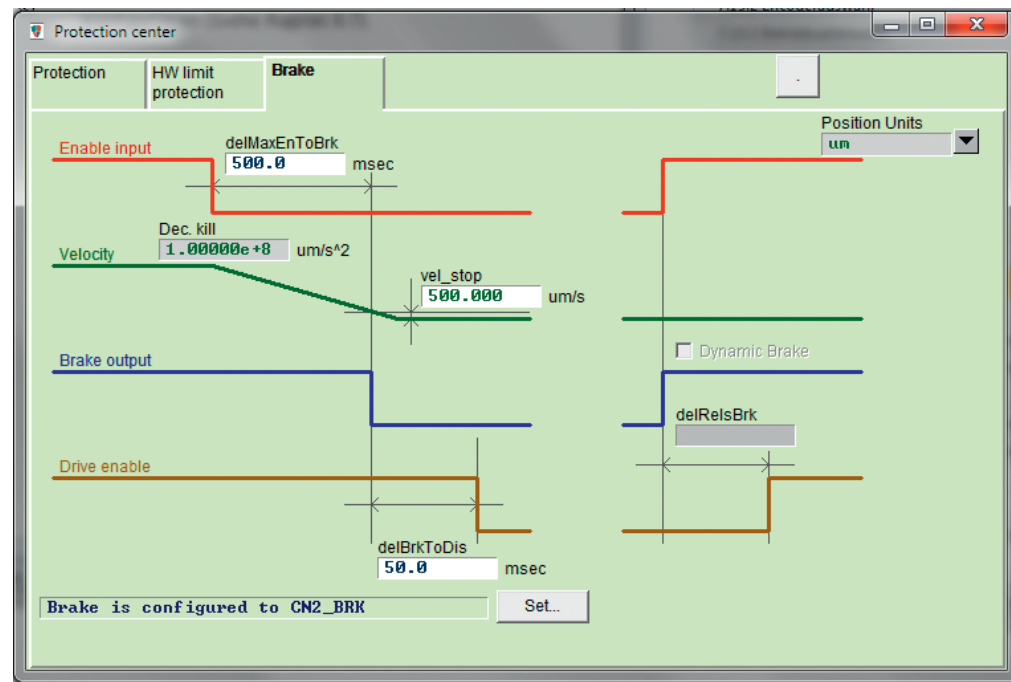 Protection center
Protection
HW limit
protection
Brake
.
Position Units
um
Enable input
delMaxEnToBrk
500.0 msec
Dec. kill
1.00000e+8 um/s^2
Velocity
vel_stop
500.000 um/s
Dynamic Brake
Brake output
delRelsBrk
Drive enable
delBrkToDis
50.0 msec
Brake is configured to CN2_BRK
Set...